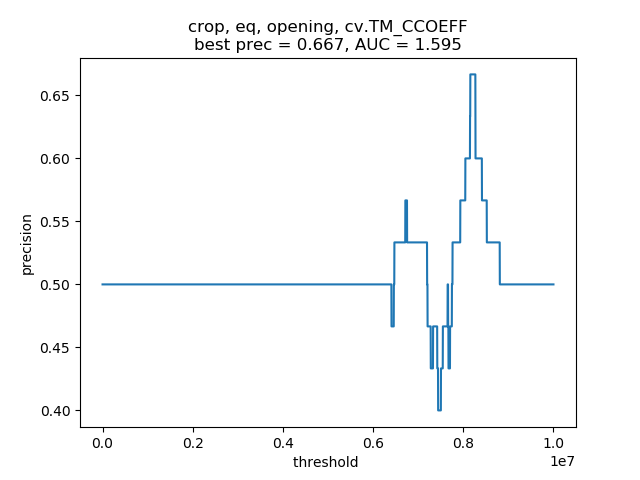 crop, eq, opening, cv.TM_CCOEFF
best prec = 0.667, AUC = 1.595
precision
0.65
0.60
0.55
0.50
0.45
0.40
0.0
0.2
0.4
0.6
0.8
1.0
1e7
threshold